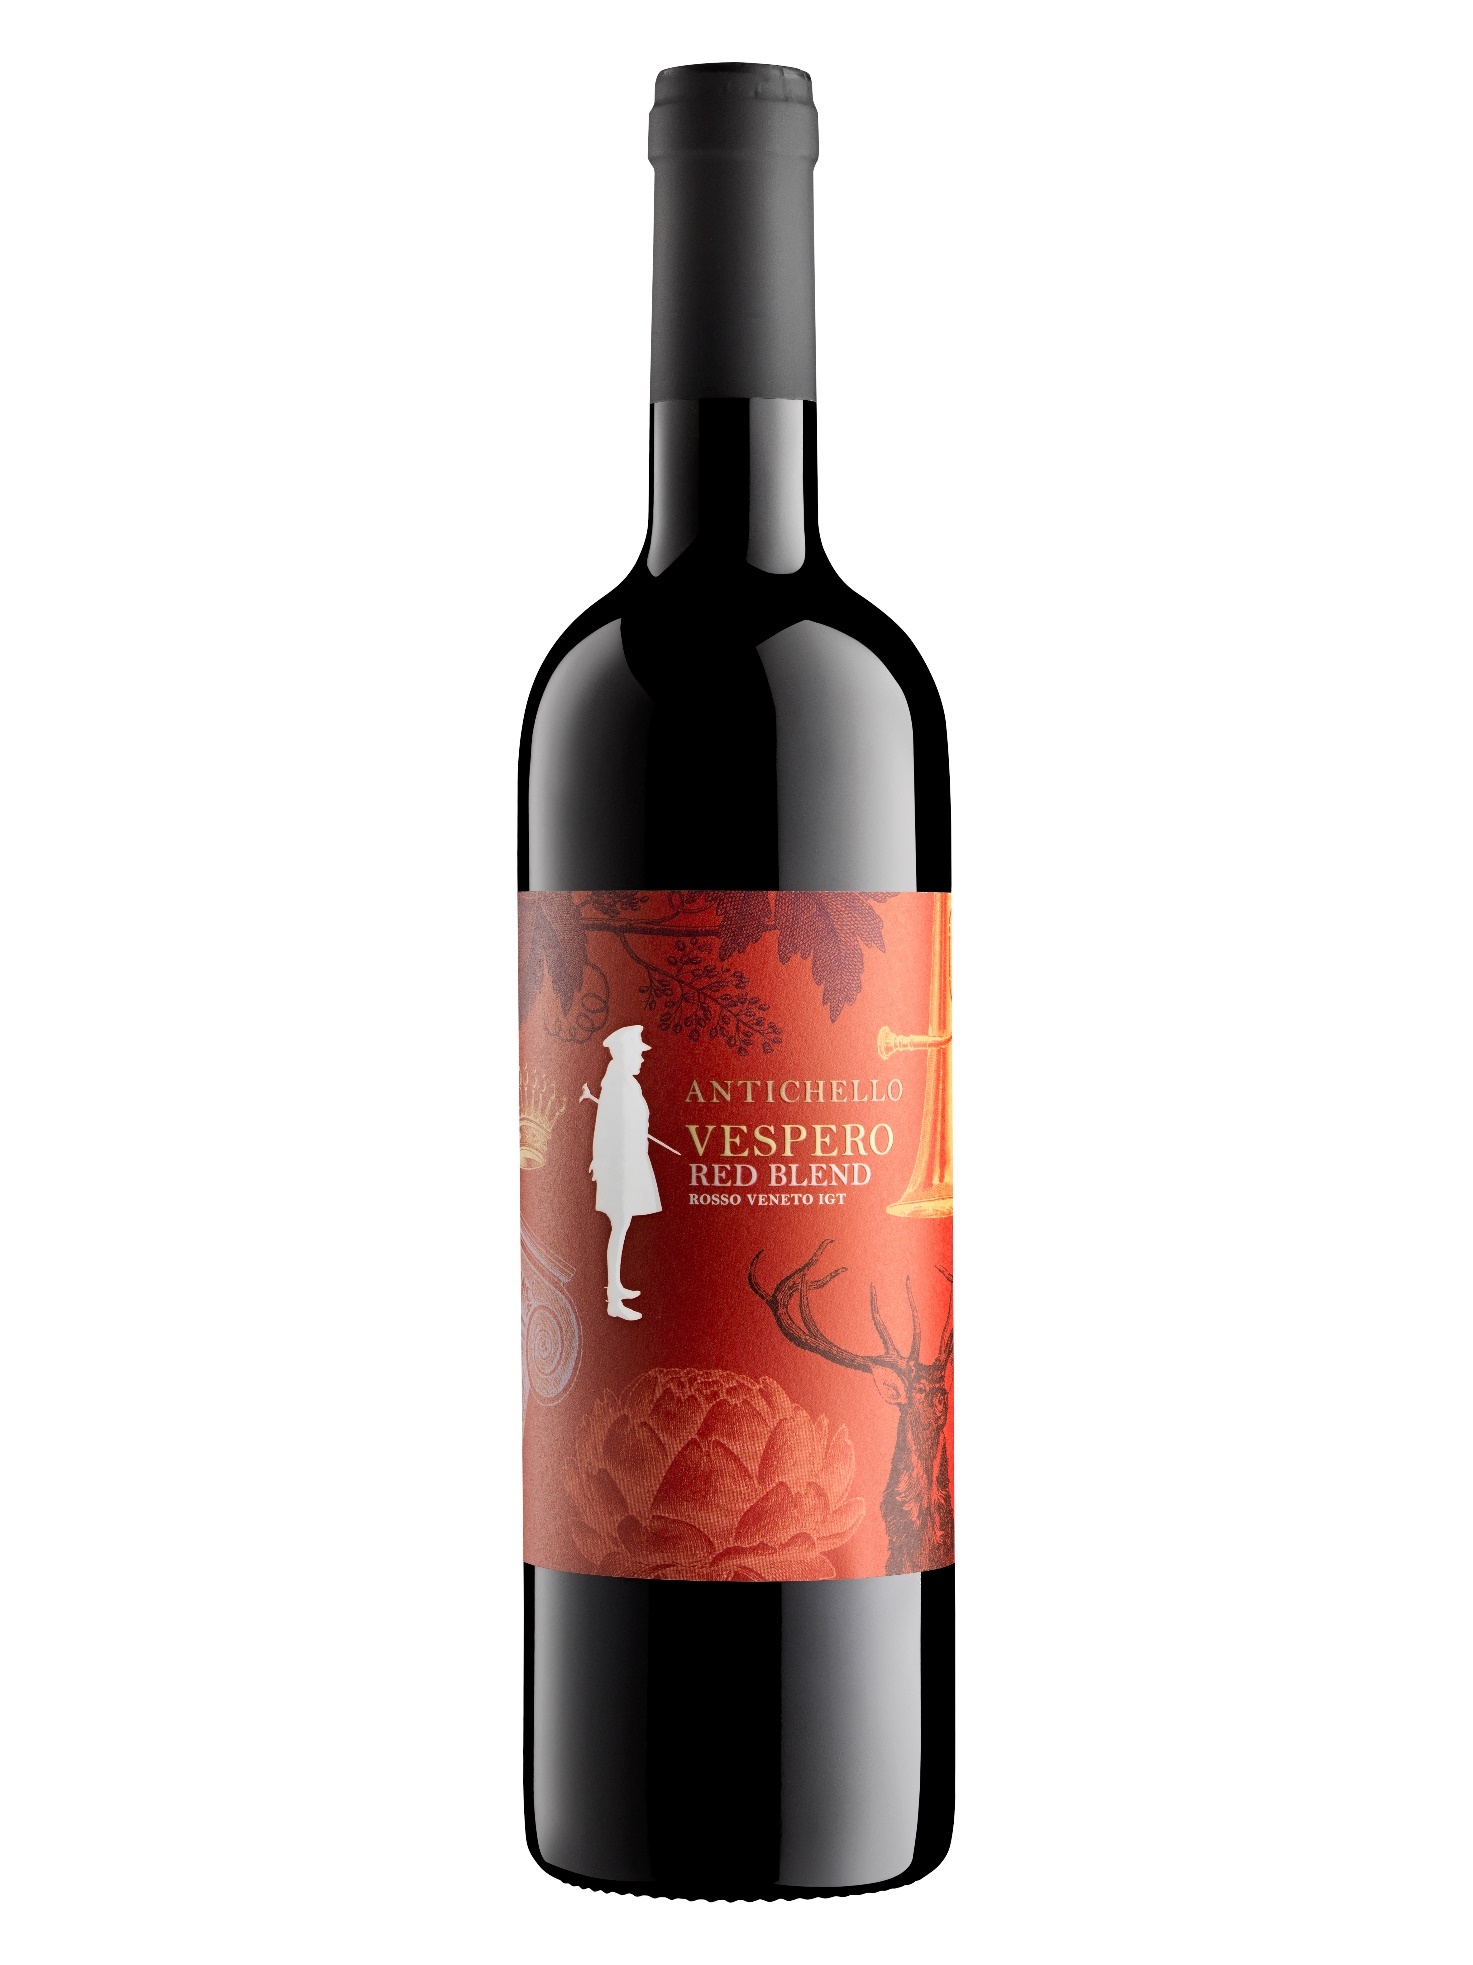 ANTICHELLO
VESPERO
RED BLEND
ROSSO VENETO IGT